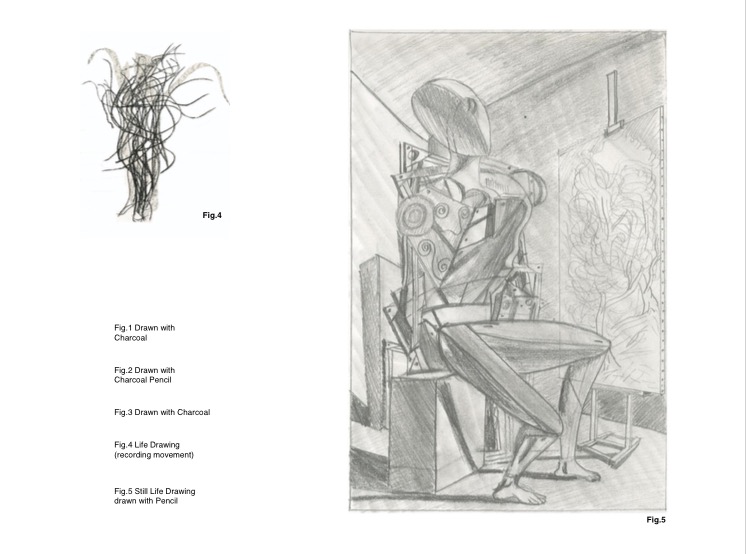 Fig.4
Fig.1 Drawn with
Charcoal
Fig.2 Drawn with
Charcoal Pencil
Fig.3 Drawn with Charcoal
Fig.4 Life Drawing
(recording movement)
Fig.5 Still Life Drawing
drawn with Pencil
Fig.5